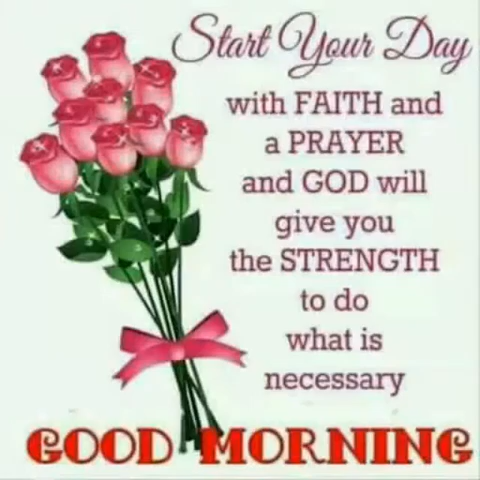 Start Your Day
with FAITH and
a PRAYER
and GOD will
give you
the STRENGTH
to do
what is
necessary
GOOD MORNING